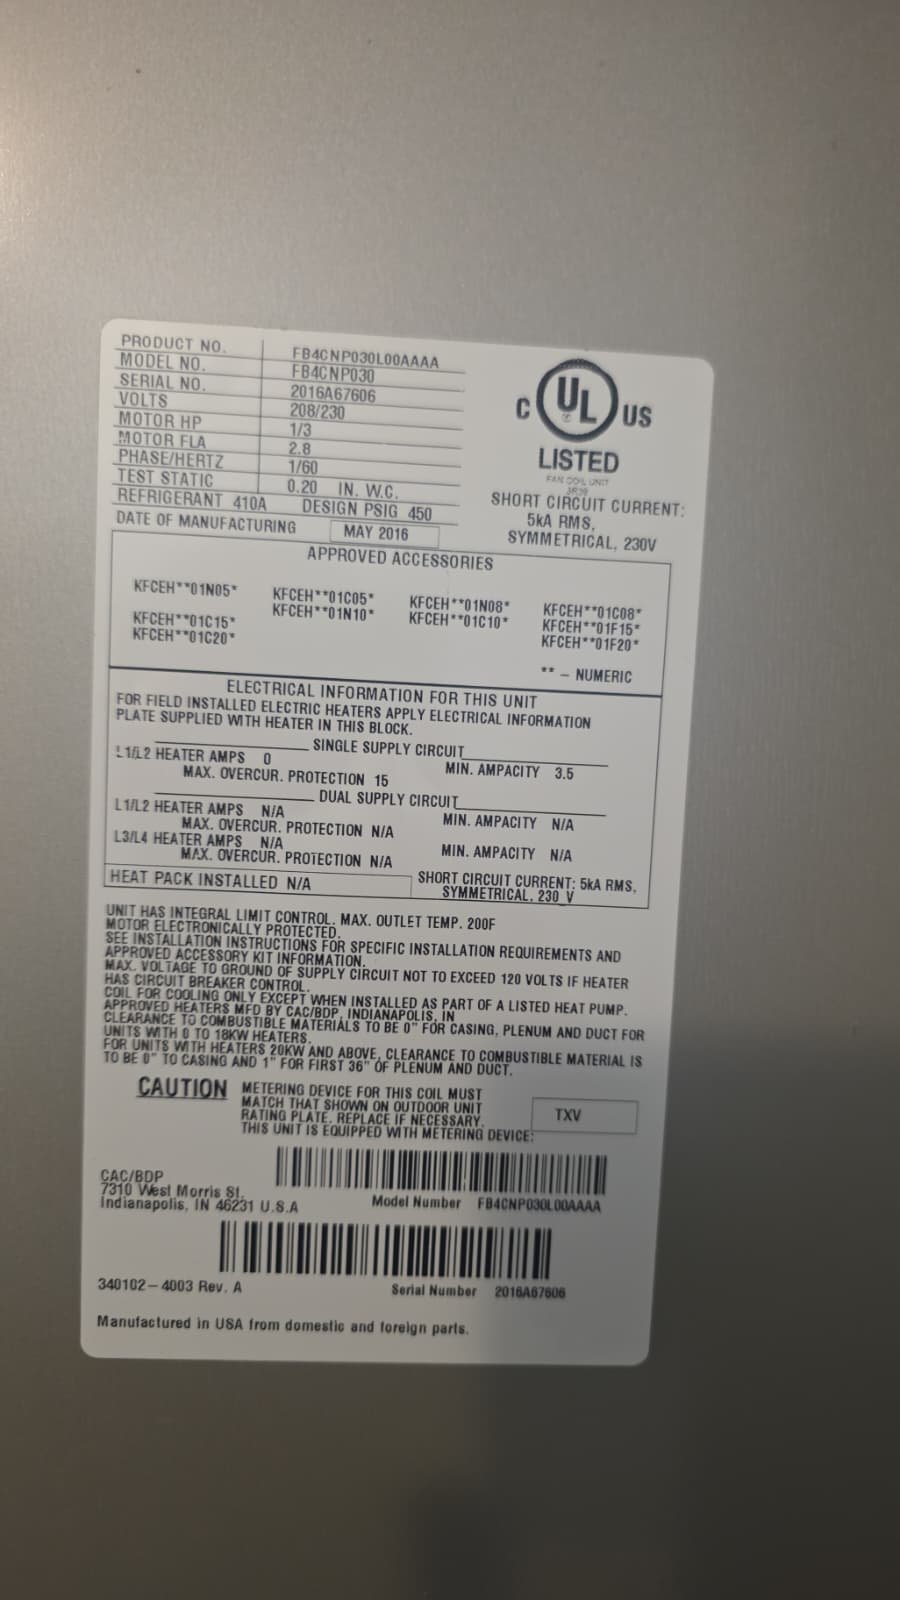 PRODUCT NO. FB4CNP030L00AAAA
MODEL NO. FB4CNP030
SERIAL NO. 2016A67606
VOLTS 208/230
MOTOR HP 1/3
MOTOR FLA 2.8
PHASE/HERTZ 1/60
TEST STATIC 0.20 IN. W.C.
REFRIGERANT 410A DESIGN PSIG 450
DATE OF MANUFACTURING MAY 2016
C UL US
LISTED
FAN COIL UNIT
SHORT CIRCUIT CURRENT:
5kA RMS,
SYMMETRICAL, 230V
APPROVED ACCESSORIES
KFCEH**01N05* KFCEH**01C05* KFCEH**01N08* KFCEH**01C08*
KFCEH**01C15* KFCEH**01N10* KFCEH**01C10* KFCEH**01F15*
KFCEH**01C20* KFCEH**01F20*
** – NUMERIC
ELECTRICAL INFORMATION FOR THIS UNIT
FOR FIELD INSTALLED ELECTRIC HEATERS APPLY ELECTRICAL INFORMATION
PLATE SUPPLIED WITH HEATER IN THIS BLOCK.
SINGLE SUPPLY CIRCUIT
L1/L2 HEATER AMPS 0 MIN. AMPACITY 3.5
MAX. OVERCUR. PROTECTION 15
DUAL SUPPLY CIRCUIT
L1/L2 HEATER AMPS N/A MIN. AMPACITY N/A
MAX. OVERCUR. PROTECTION N/A
L3/L4 HEATER AMPS N/A MIN. AMPACITY N/A
MAX. OVERCUR. PROTECTION N/A
HEAT PACK INSTALLED N/A
SHORT CIRCUIT CURRENT; 5kA RMS,
SYMMETRICAL, 230 V
UNIT HAS INTEGRAL LIMIT CONTROL. MAX. OUTLET TEMP. 200F
MOTOR ELECTRONICALLY PROTECTED.
SEE INSTALLATION INSTRUCTIONS FOR SPECIFIC INSTALLATION REQUIREMENTS AND
APPROVED ACCESSORY KIT INFORMATION.
MAX. VOLTAGE TO GROUND OF SUPPLY CIRCUIT NOT TO EXCEED 120 VOLTS IF HEATER
HAS CIRCUIT BREAKER CONTROL.
COIL FOR COOLING ONLY EXCEPT WHEN INSTALLED AS PART OF A LISTED HEAT PUMP.
APPROVED HEATERS MFD BY CAC/BDP, INDIANAPOLIS, IN
CLEARANCE TO COMBUSTIBLE MATERIALS TO BE 0" FOR CASING, PLENUM AND DUCT FOR
UNITS WITH 0 TO 18KW HEATERS.
FOR UNITS WITH HEATERS 20KW AND ABOVE, CLEARANCE TO COMBUSTIBLE MATERIAL IS
TO BE 0" TO CASING AND 1" FOR FIRST 36" OF PLENUM AND DUCT.
CAUTION METERING DEVICE FOR THIS COIL MUST
MATCH THAT SHOWN ON OUTDOOR UNIT
RATING PLATE. REPLACE IF NECESSARY.
THIS UNIT IS EQUIPPED WITH METERING DEVICE: TXV
CAC/BDP
7310 West Morris St.
Indianapolis, IN 46231 U.S.A
Model Number FB4CNP030L00AAAA
340102–4003 Rev. A
Serial Number 2016A67606
Manufactured in USA from domestic and foreign parts.